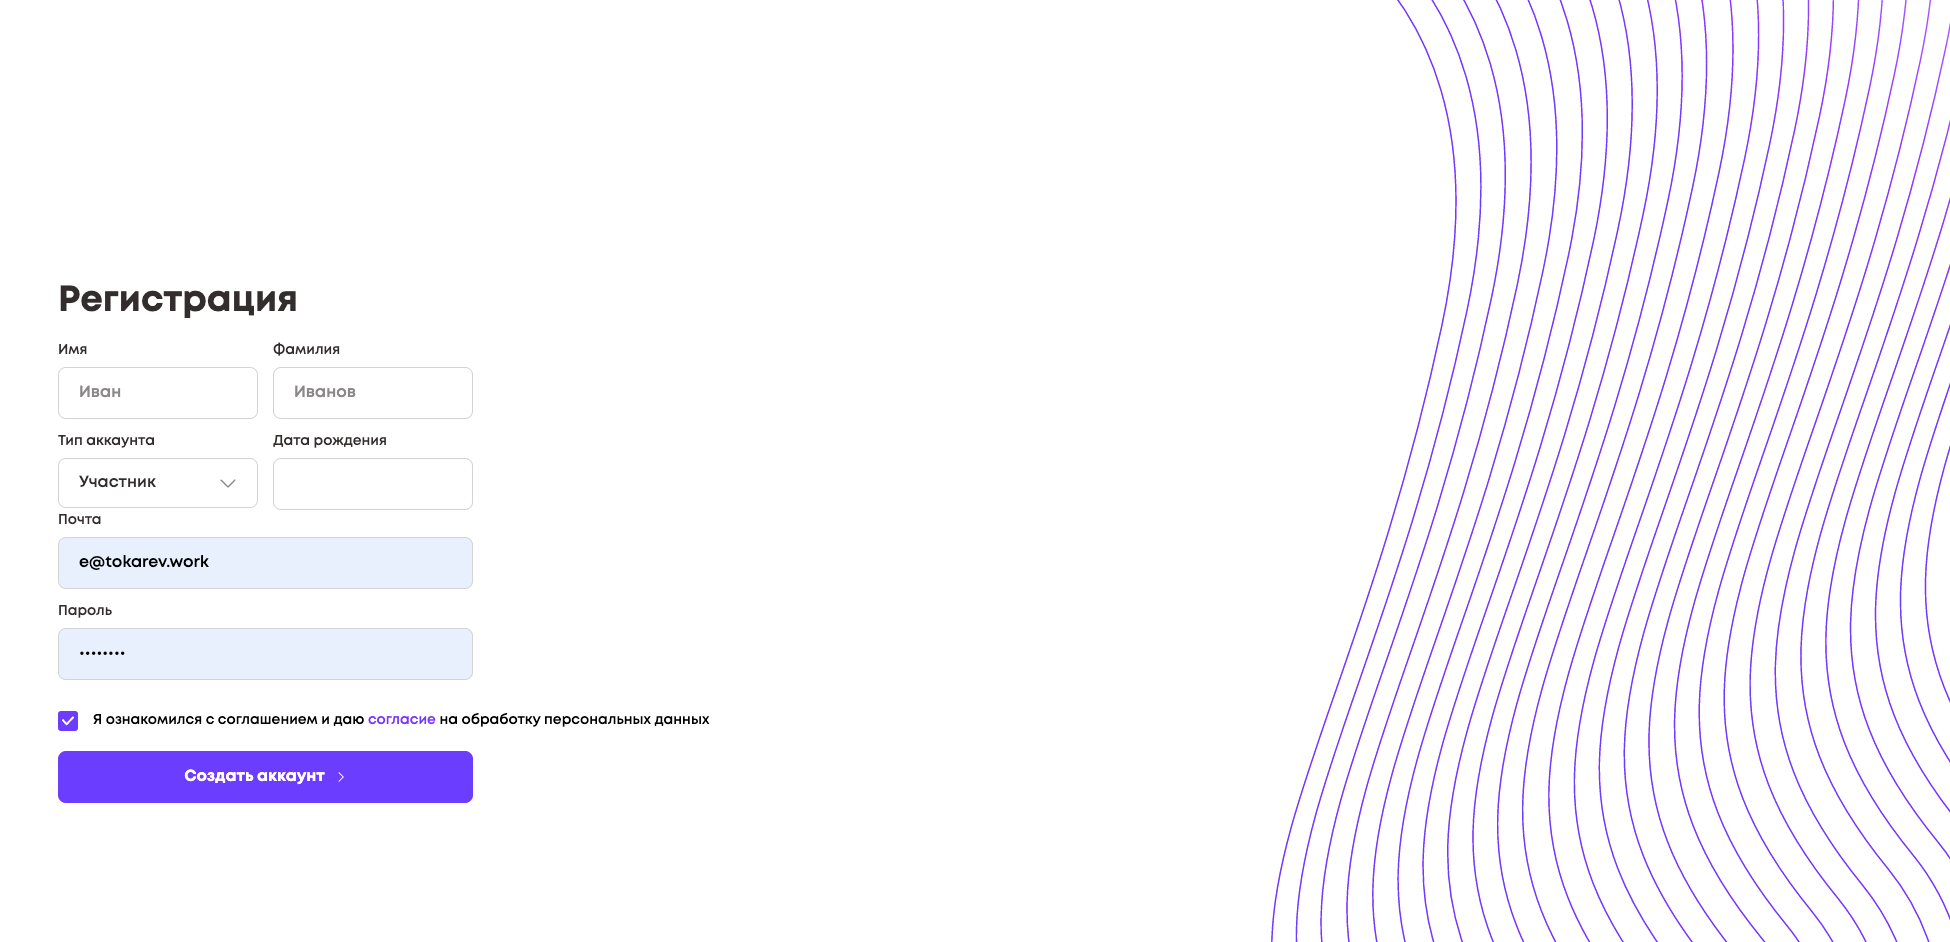 Регистрация
Имя
Фамилия
Иван
Иванов
Тип аккаунта
Дата рождения
Участник
Почта
e@tokarev.work
Пароль
••••••••
Я ознакомился с соглашением и даю согласие на обработку персональных данных
Создать аккаунт